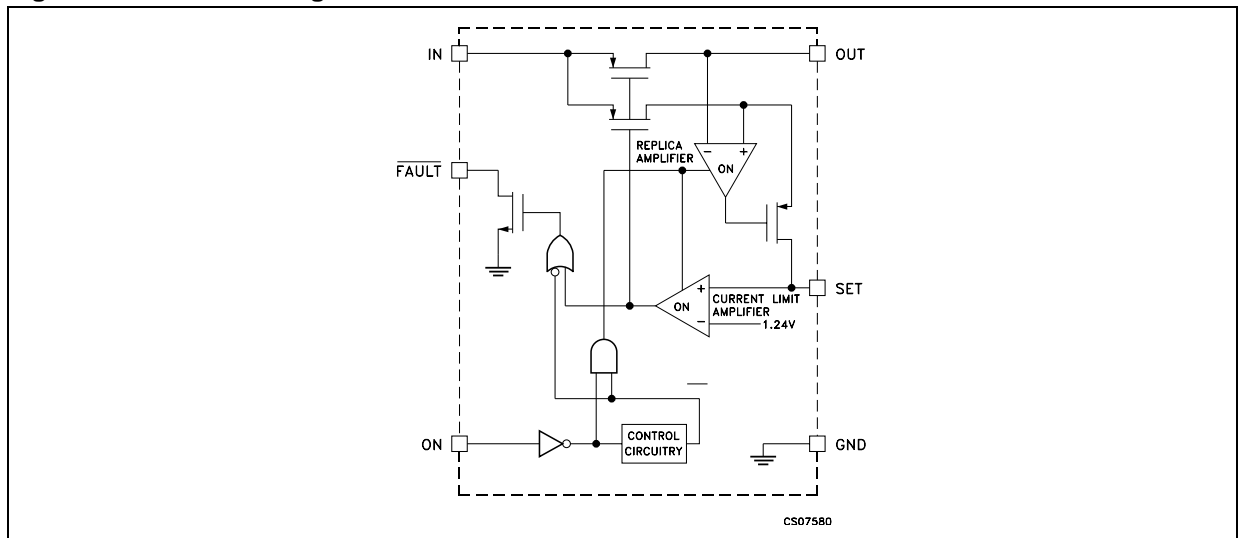 IN
OUT
REPLICA
AMPLIFIER
-
+
ON
FAULT
+
ON
-
CURRENT LIMIT
AMPLIFIER
1.24V
SET
ON
CONTROL
CIRCUITRY
GND
CS07580